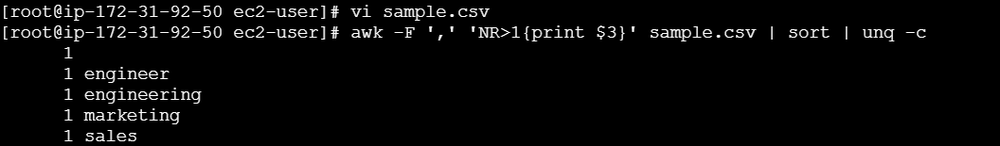 [root@ip-172-31-92-50 ec2-user]# vi sample.csv
[root@ip-172-31-92-50 ec2-user]# awk -F ',' 'NR>1{print $3}' sample.csv | sort | unq -c
1
1 engineer
1 engineering
1 marketing
1 sales